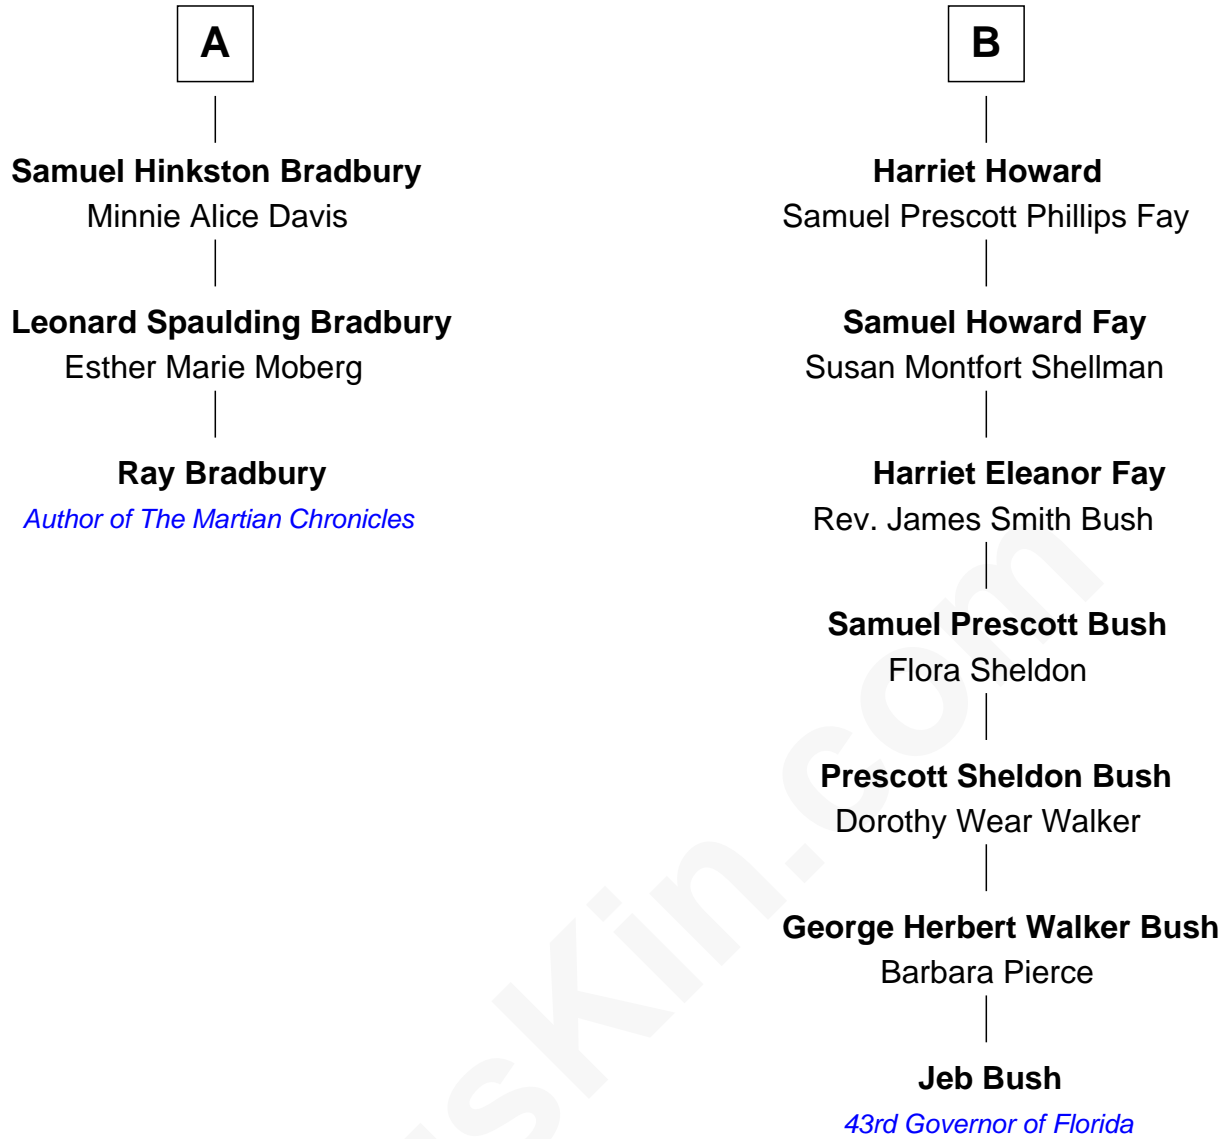 A
Samuel Hinkston Bradbury
Minnie Alice Davis
Leonard Spaulding Bradbury
Esther Marie Moberg
Ray Bradbury
Author of The Martian Chronicles
B
Harriet Howard
Samuel Prescott Phillips Fay
Samuel Howard Fay
Susan Montfort Shellman
Harriet Eleanor Fay
Rev. James Smith Bush
Samuel Prescott Bush
Flora Sheldon
Prescott Sheldon Bush
Dorothy Wear Walker
George Herbert Walker Bush
Barbara Pierce
Jeb Bush
43rd Governor of Florida
sKin.com